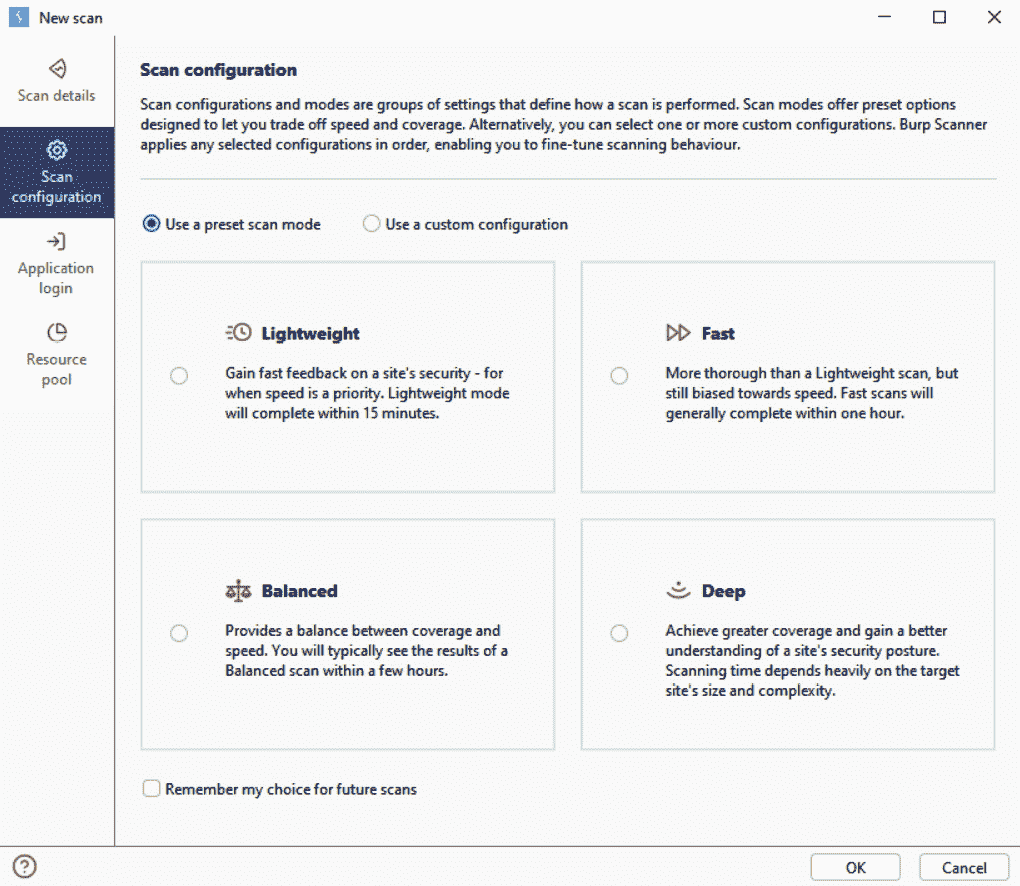 New scan
Scan details
Scan
configuration
Application
login
Resource
pool
Scan configuration
Scan configurations and modes are groups of settings that define how a scan is performed. Scan modes offer preset options
designed to let you trade off speed and coverage. Alternatively, you can select one or more custom configurations. Burp Scanner
applies any selected configurations in order, enabling you to fine-tune scanning behaviour.
Use a preset scan mode
Use a custom configuration
Lightweight
Gain fast feedback on a site's security - for
when speed is a priority. Lightweight mode
will complete within 15 minutes.
Fast
More thorough than a Lightweight scan, but
still biased towards speed. Fast scans will
generally complete within one hour.
Balanced
Provides a balance between coverage and
speed. You will typically see the results of a
Balanced scan within a few hours.
Deep
Achieve greater coverage and gain a better
understanding of a site's security posture.
Scanning time depends heavily on the target
site's size and complexity.
Remember my choice for future scans
?
OK
Cancel